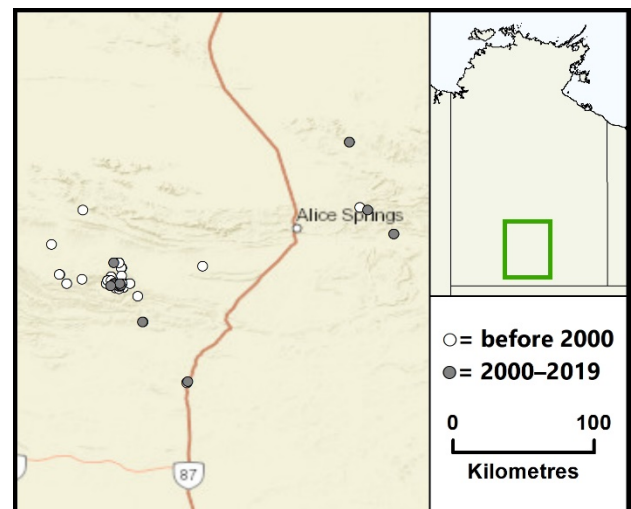 Alice Springs
87
○= before 2000
●= 2000–2019
0 100
Kilometres